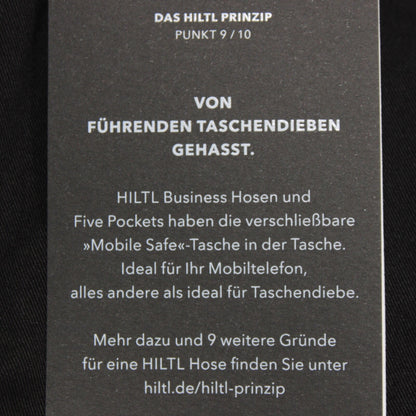 DAS HILTL PRINZIP
PUNKT 9 / 10
VON
FÜHRENDEN TASCHENDIEBEN
GEHASST.
HILTL Business Hosen und
Five Pockets haben die verschließbare
»Mobile Safe«-Tasche in der Tasche.
Ideal für Ihr Mobiltelefon,
alles andere als ideal für Taschendiebe.
Mehr dazu und 9 weitere Gründe
für eine HILTL Hose finden Sie unter
hiltl.de/hiltl-prinzip